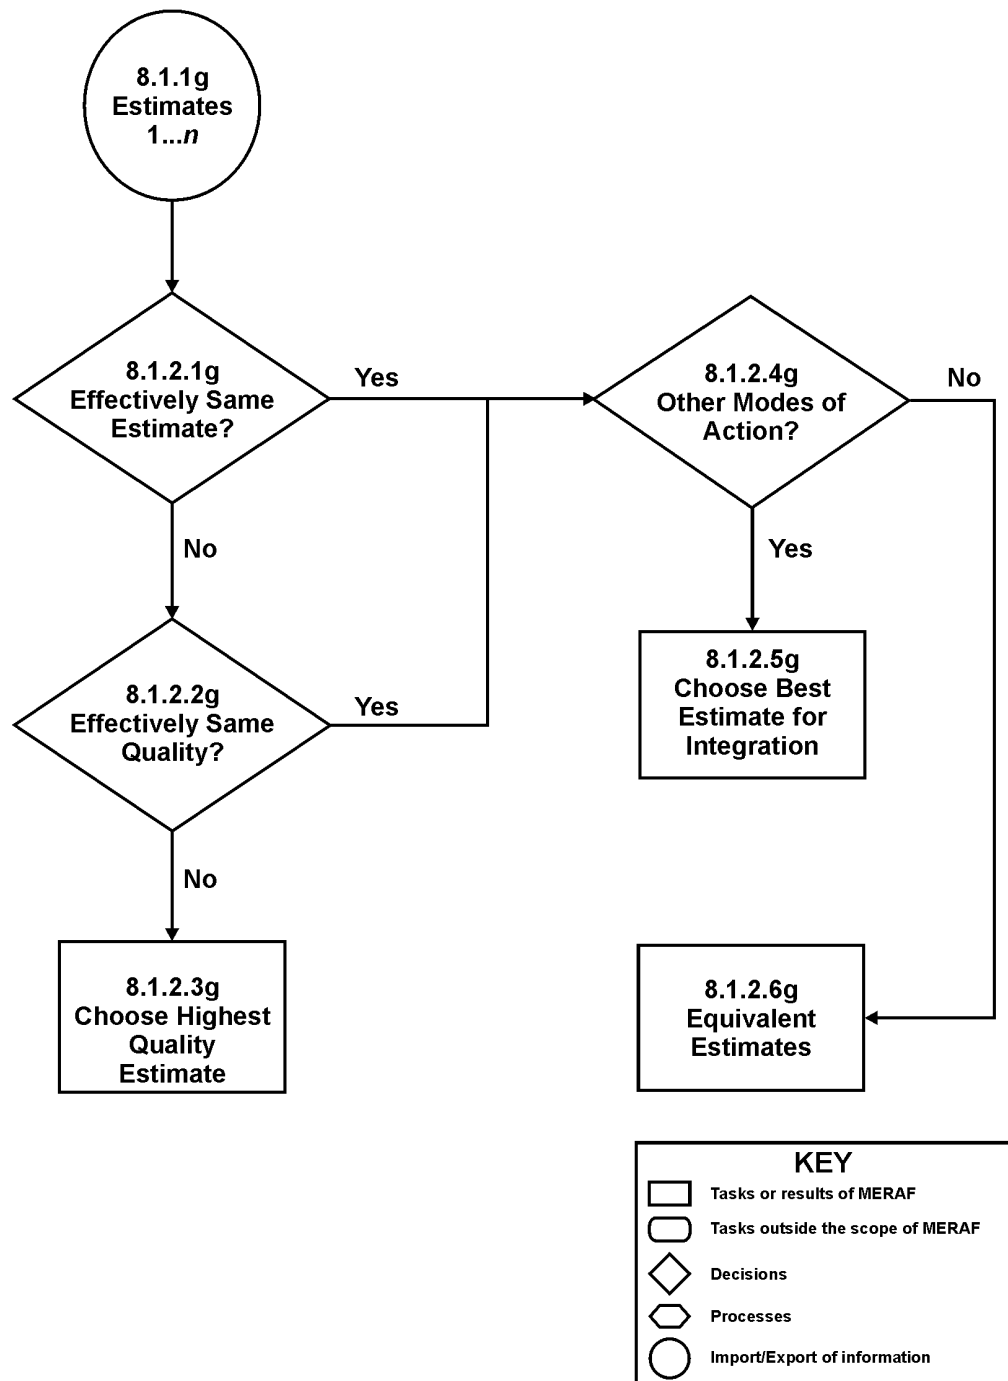 8.1.1g
Estimates
1...n
8.1.2.1g
Effectively Same
Estimate?
Yes
8.1.2.4g
Other Modes of
Action?
No
No
Yes
8.1.2.2g
Effectively Same
Quality?
Yes
8.1.2.5g
Choose Best
Estimate for
Integration
No
8.1.2.3g
Choose Highest
Quality
Estimate
8.1.2.6g
Equivalent
Estimates
KEY
Tasks or results of MERAF
Tasks outside the scope of MERAF
Decisions
Processes
Import/Export of information